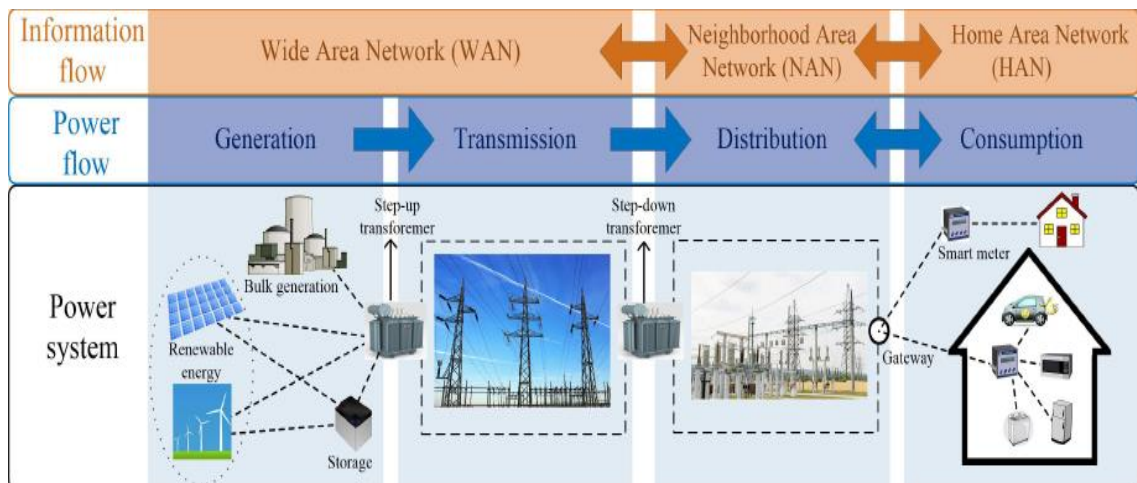 Information
flow
Wide Area Network (WAN)
Neighborhood Area
Network (NAN)
Home Area Network
(HAN)
Power
flow
Generation
Transmission
Distribution
Consumption
Power
system
Bulk generation
Renewable
energy
Storage
Step-up
transforemer
Step-down
transforemer
Gateway
Smart meter